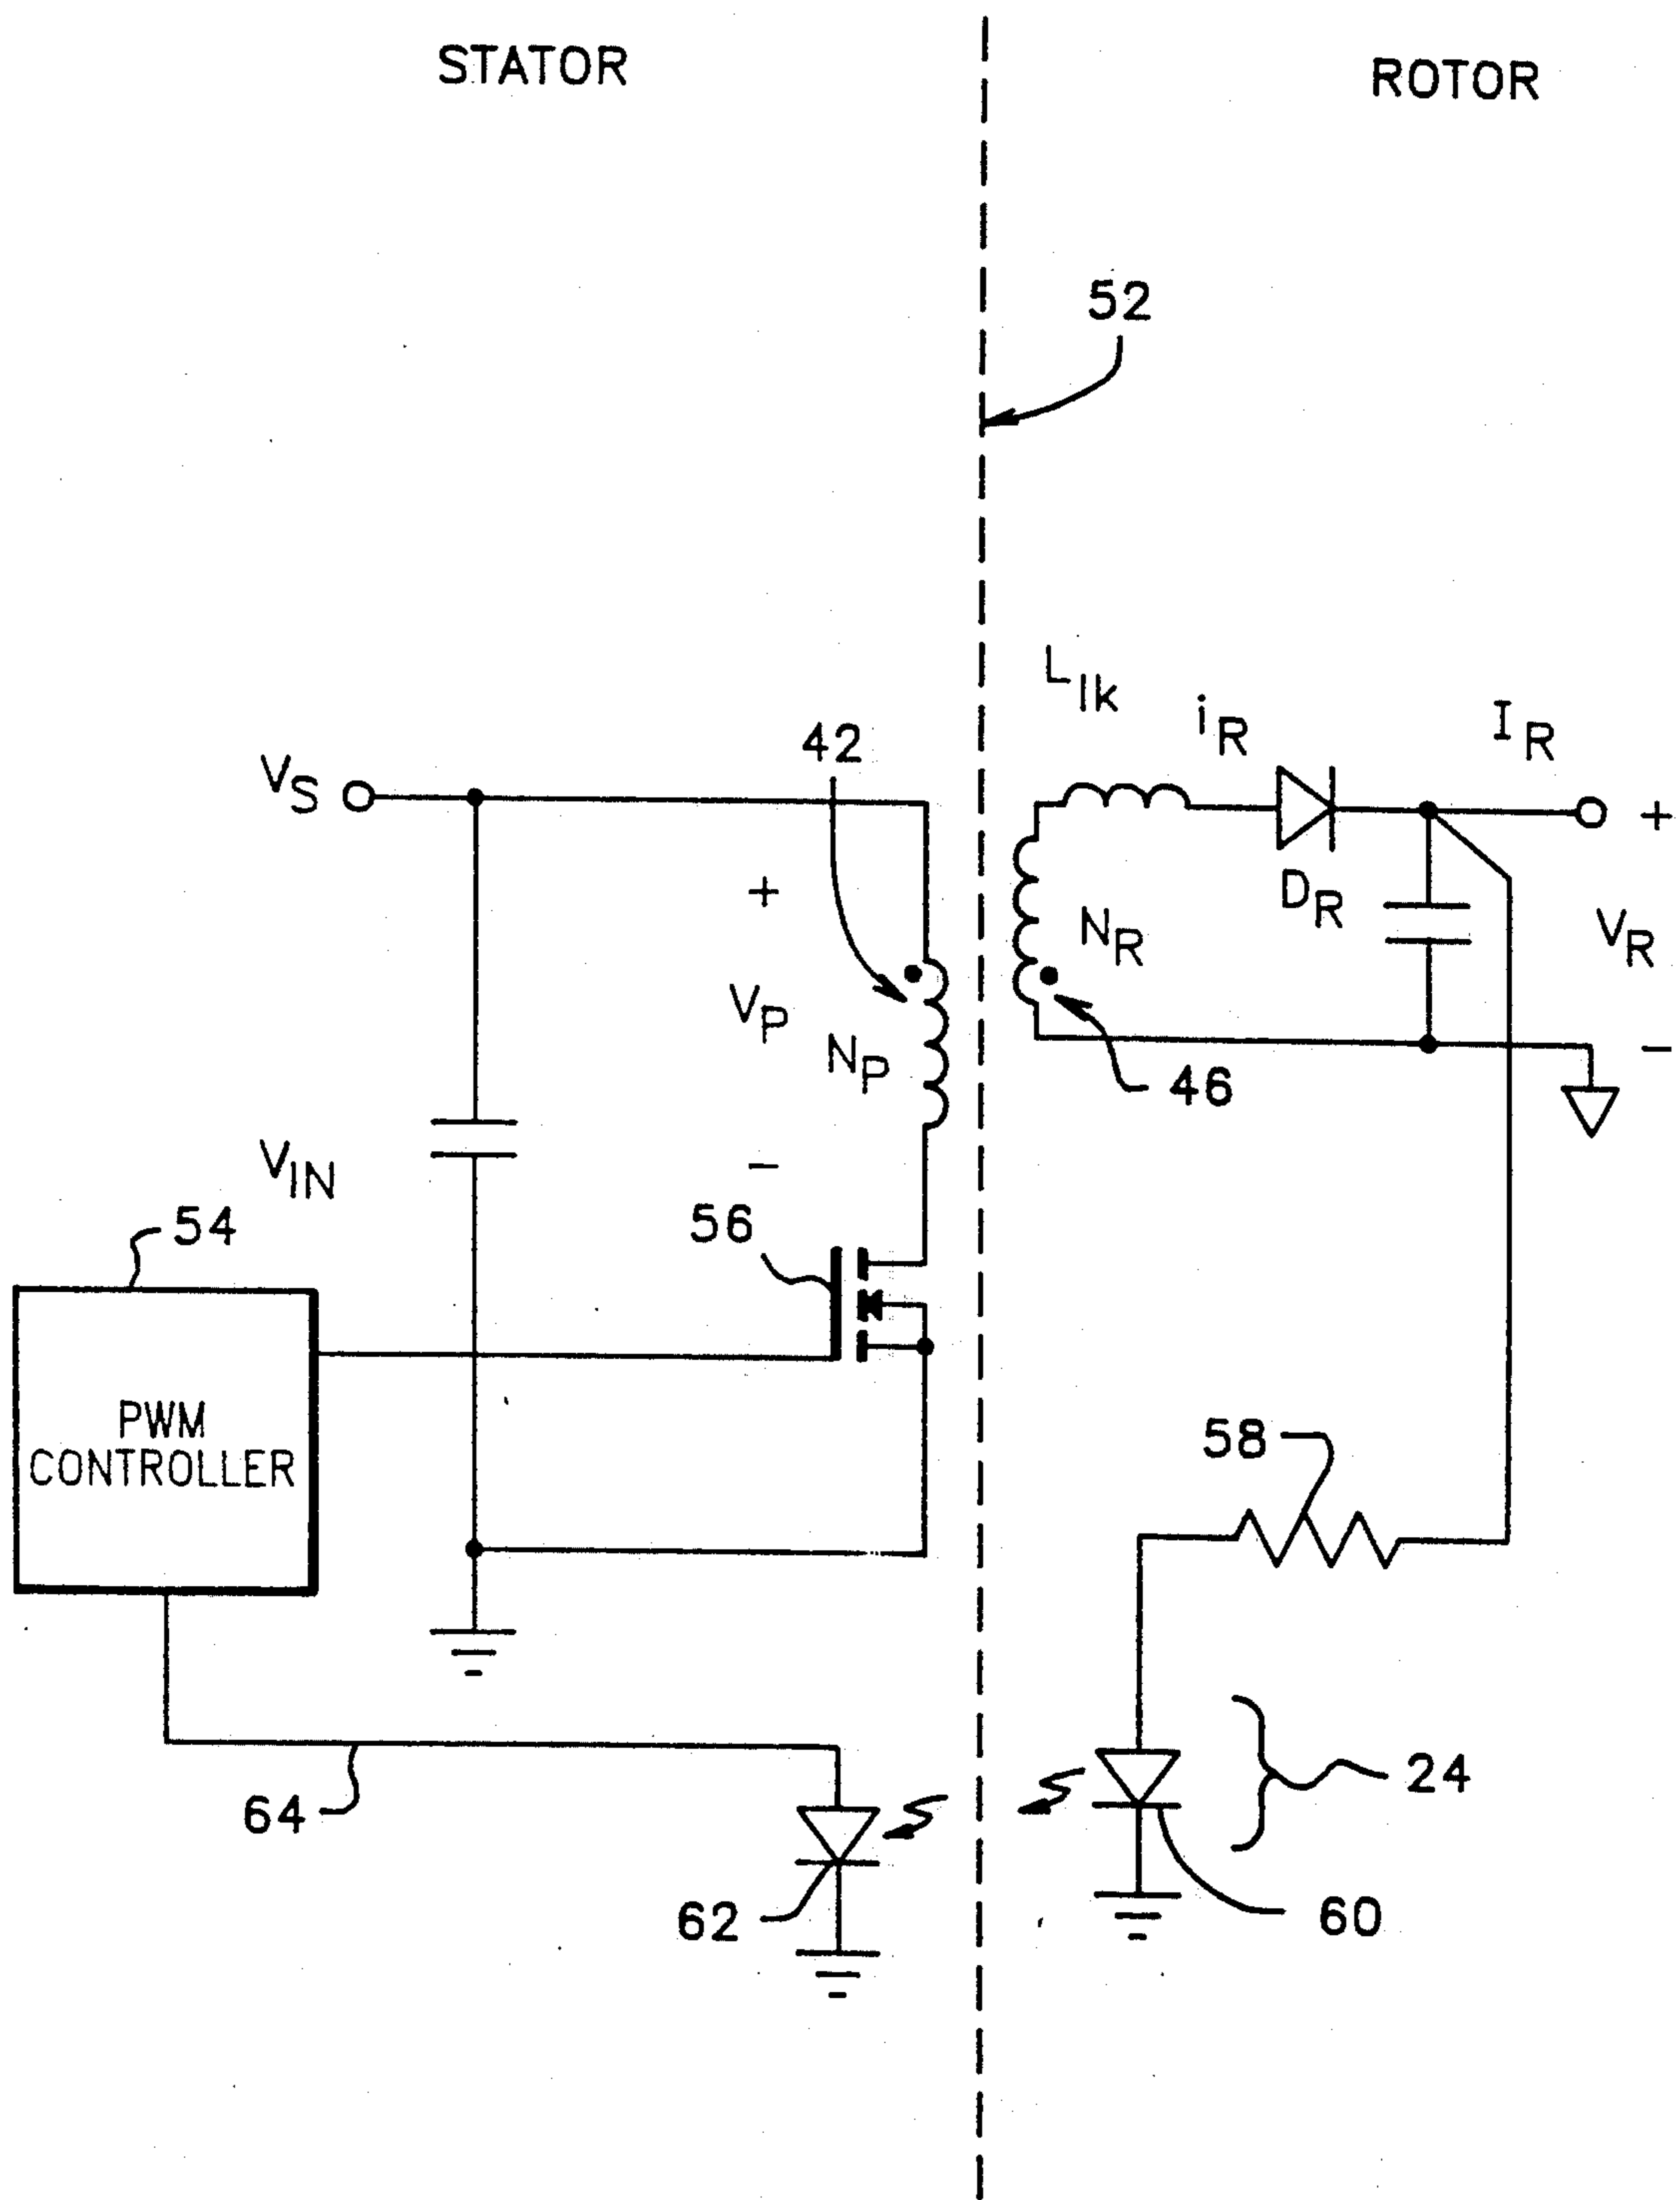 STATOR
ROTOR
52
L_lk
i_R
I_R
42
V_S
+
+
D_R
N_R
V_R
V_P
N_P
−
46
V_IN
−
54
56
PWM
CONTROLLER
58
24
64
62
60